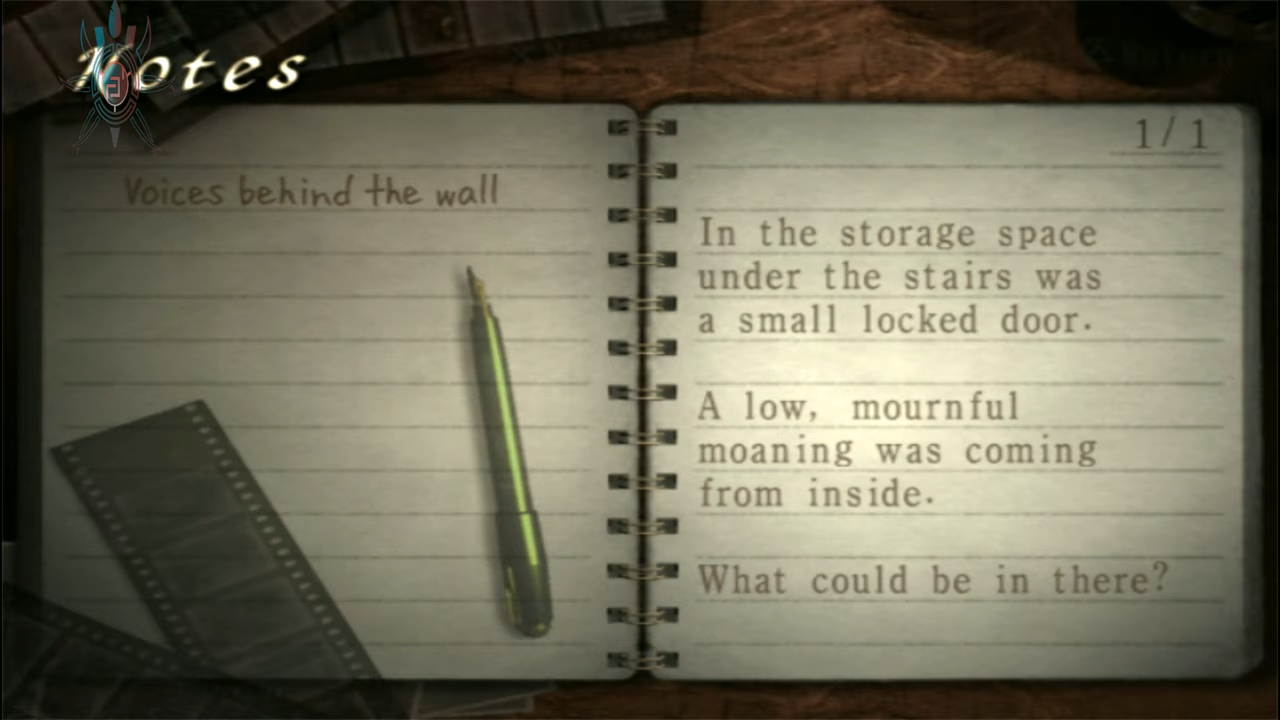 Notes
Voices behind the wall
1/1
In the storage space
under the stairs was
a small locked door.
A low, mournful
moaning was coming
from inside.
What could be in there?
Return